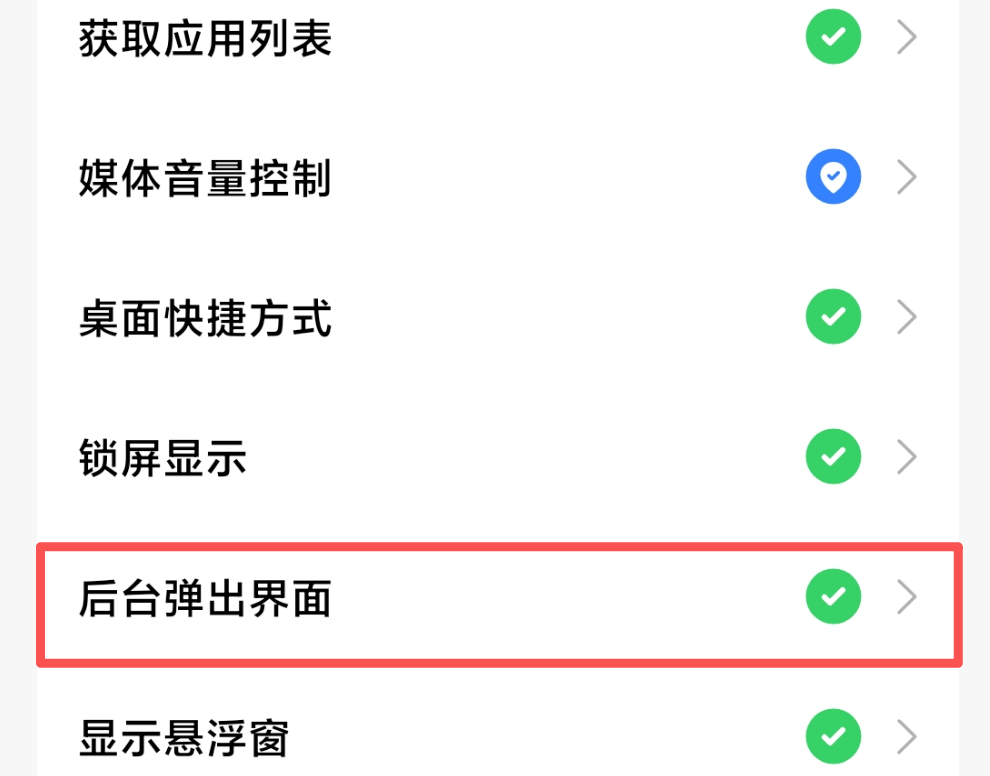 获取应用列表
媒体音量控制
桌面快捷方式
锁屏显示
后台弹出界面
显示悬浮窗